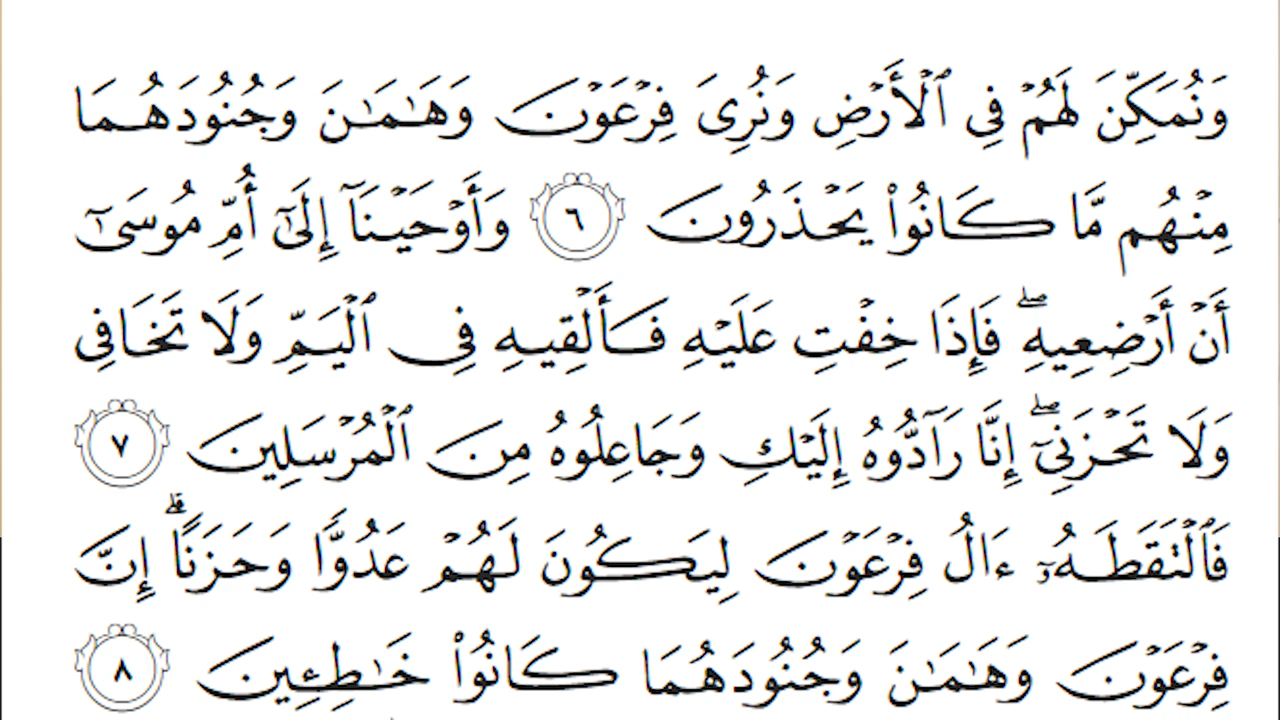 وَنُمَكِّنَ لَهُمۡ فِي ٱلۡأَرۡضِ وَنُرِيَ فِرۡعَوۡنَ وَهَٰمَٰنَ وَجُنُودَهُمَا
مِنۡهُم مَّا كَانُواْ يَحۡذَرُونَ ٦ وَأَوۡحَيۡنَآ إِلَىٰٓ أُمِّ مُوسَىٰٓ
أَنۡ أَرۡضِعِيهِۖ فَإِذَا خِفۡتِ عَلَيۡهِ فَأَلۡقِيهِ فِي ٱلۡيَمِّ وَلَا تَخَافِي
وَلَا تَحۡزَنِيٓۖ إِنَّا رَآدُّوهُ إِلَيۡكِ وَجَاعِلُوهُ مِنَ ٱلۡمُرۡسَلِينَ ٧
فَٱلۡتَقَطَهُۥٓ ءَالُ فِرۡعَوۡنَ لِيَكُونَ لَهُمۡ عَدُوّٗا وَحَزَنًاۗ إِنَّ
فِرۡعَوۡنَ وَهَٰمَٰنَ وَجُنُودَهُمَا كَانُواْ خَٰطِـِٔينَ ٨